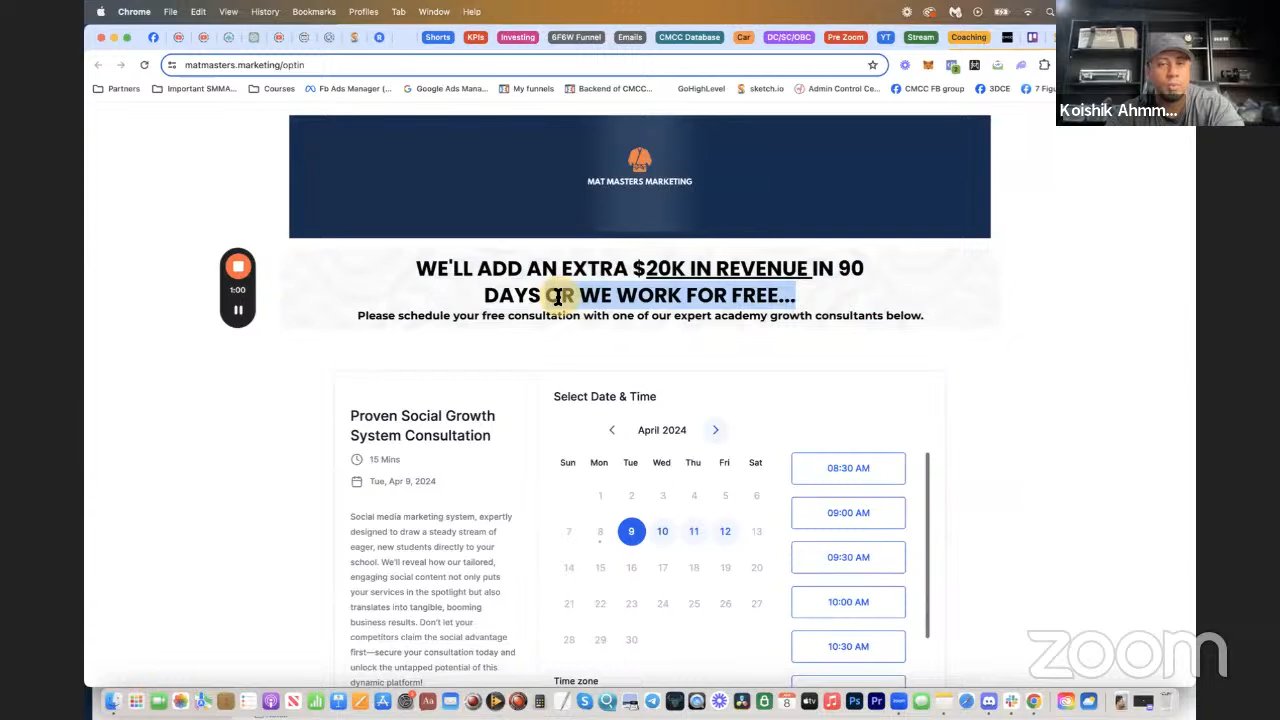 Chrome File Edit View History Bookmarks Profiles Tab Window Help
Shorts KPIs Investing 6F6W Funnel Emails CMCC Database Car DC/SC/OBC Pre Zoom YT Stream Coaching
matmasters.marketing/optin
Partners Important SMMA... Courses Fb Ads Manager (... Google Ads Mana... My funnels Backend of CMCC... GoHighLevel sketch.io Admin Control Ce... CMCC FB group 3DCE 7 Figu
Koishik Ahmm...
MAT MASTERS MARKETING
WE'LL ADD AN EXTRA $20K IN REVENUE IN 90
DAYS OR WE WORK FOR FREE...
Please schedule your free consultation with one of our expert academy growth consultants below.
1:00
Proven Social Growth
System Consultation
15 Mins
Tue, Apr 9, 2024
Social media marketing system, expertly
designed to draw a steady stream of
eager, new students directly to your
school. We'll reveal how our tailored,
engaging social content not only puts
your services in the spotlight but also
translates into tangible, booming
business results. Don't let your
competitors claim the social advantage
first—secure your consultation today and
unlock the untapped potential of this
dynamic platform!
Select Date & Time
April 2024
Sun Mon Tue Wed Thu Fri Sat
1 2 3 4 5 6
7 8 9 10 11 12 13
14 15 16 17 18 19 20
21 22 23 24 25 26 27
28 29 30
08:30 AM
09:00 AM
09:30 AM
10:00 AM
10:30 AM
Time zone
zoom